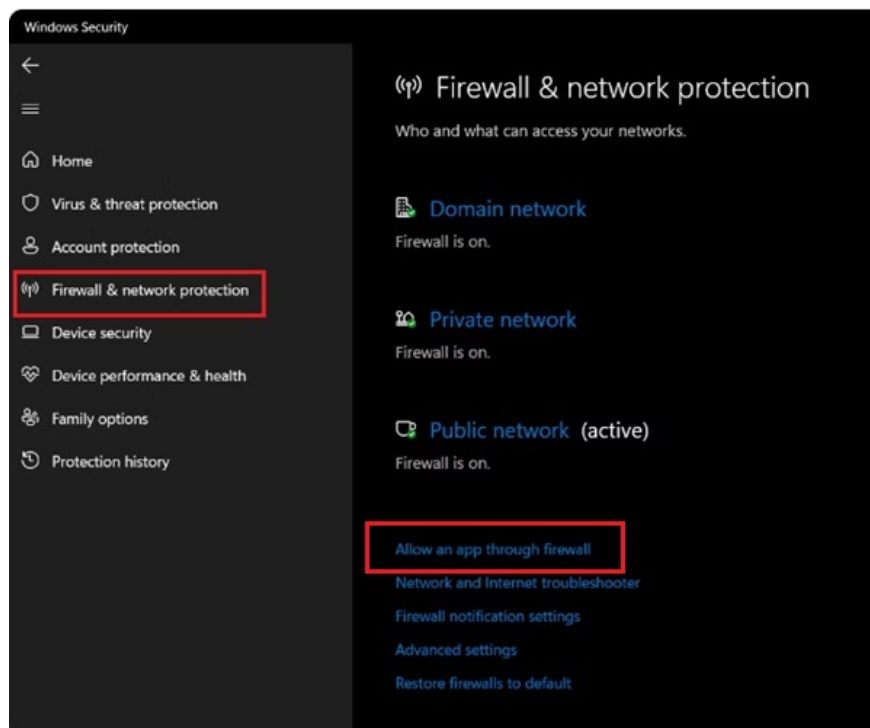 Windows Security
Home
Virus & threat protection
Account protection
Firewall & network protection
Device security
Device performance & health
Family options
Protection history
Firewall & network protection
Who and what can access your networks.
Domain network
Firewall is on.
Private network
Firewall is on.
Public network (active)
Firewall is on.
Allow an app through firewall
Network and Internet troubleshooter
Firewall notification settings
Advanced settings
Restore firewalls to default